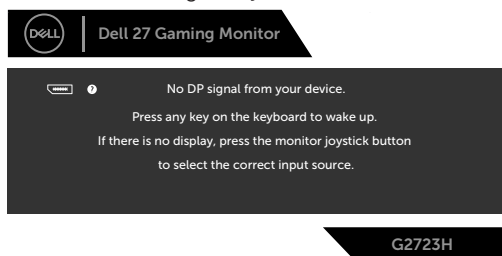 DELL
Dell 27 Gaming Monitor
? No DP signal from your device.
Press any key on the keyboard to wake up.
If there is no display, press the monitor joystick button
to select the correct input source.
G2723H